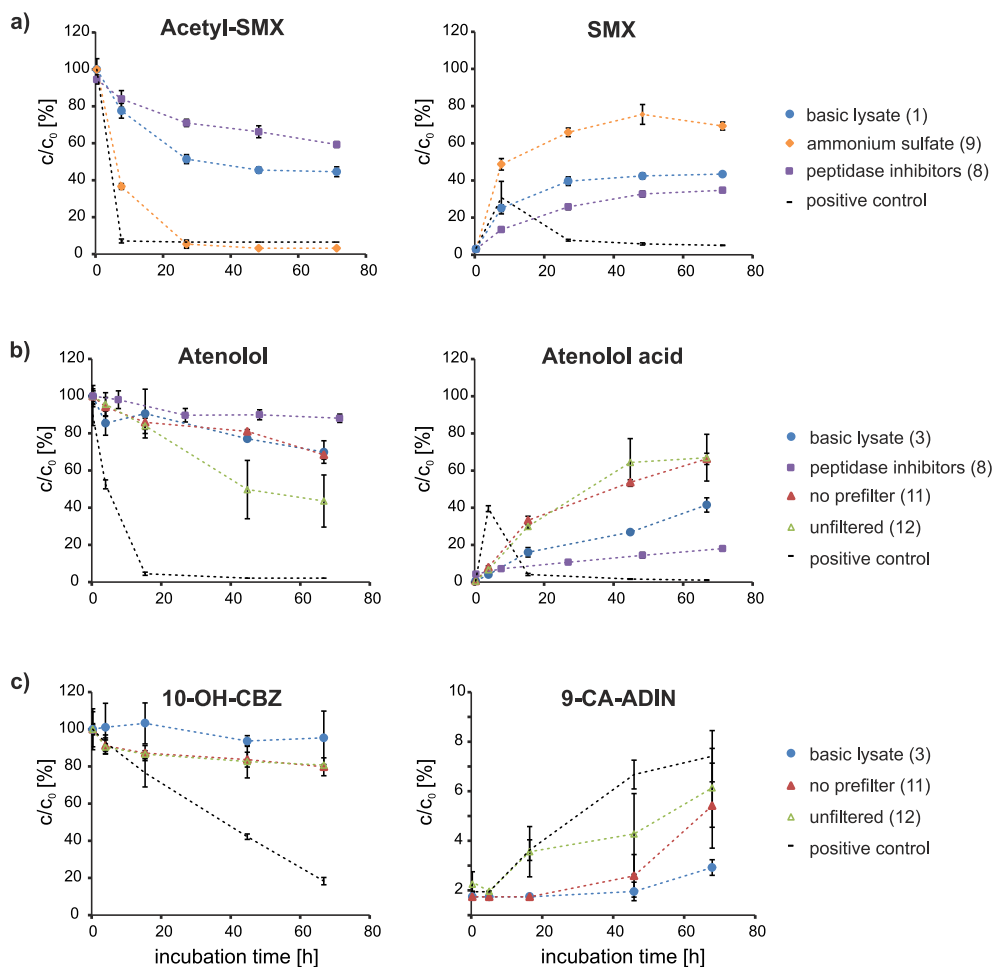 a)
Acetyl-SMX
SMX
c/c0 [%]
120
100
80
60
40
20
0
0 20 40 60 80
c/c0 [%]
120
100
80
60
40
20
0
0 20 40 60 80
basic lysate (1)
ammonium sulfate (9)
peptidase inhibitors (8)
positive control
b)
Atenolol
Atenolol acid
c/c0 [%]
120
100
80
60
40
20
0
0 20 40 60 80
c/c0 [%]
120
100
80
60
40
20
0
0 20 40 60 80
basic lysate (3)
peptidase inhibitors (8)
no prefilter (11)
unfiltered (12)
positive control
c)
10-OH-CBZ
9-CA-ADIN
c/c0 [%]
120
100
80
60
40
20
0
0 20 40 60 80
incubation time [h]
c/c0 [%]
10
8
6
4
2
0 20 40 60 80
incubation time [h]
basic lysate (3)
no prefilter (11)
unfiltered (12)
positive control